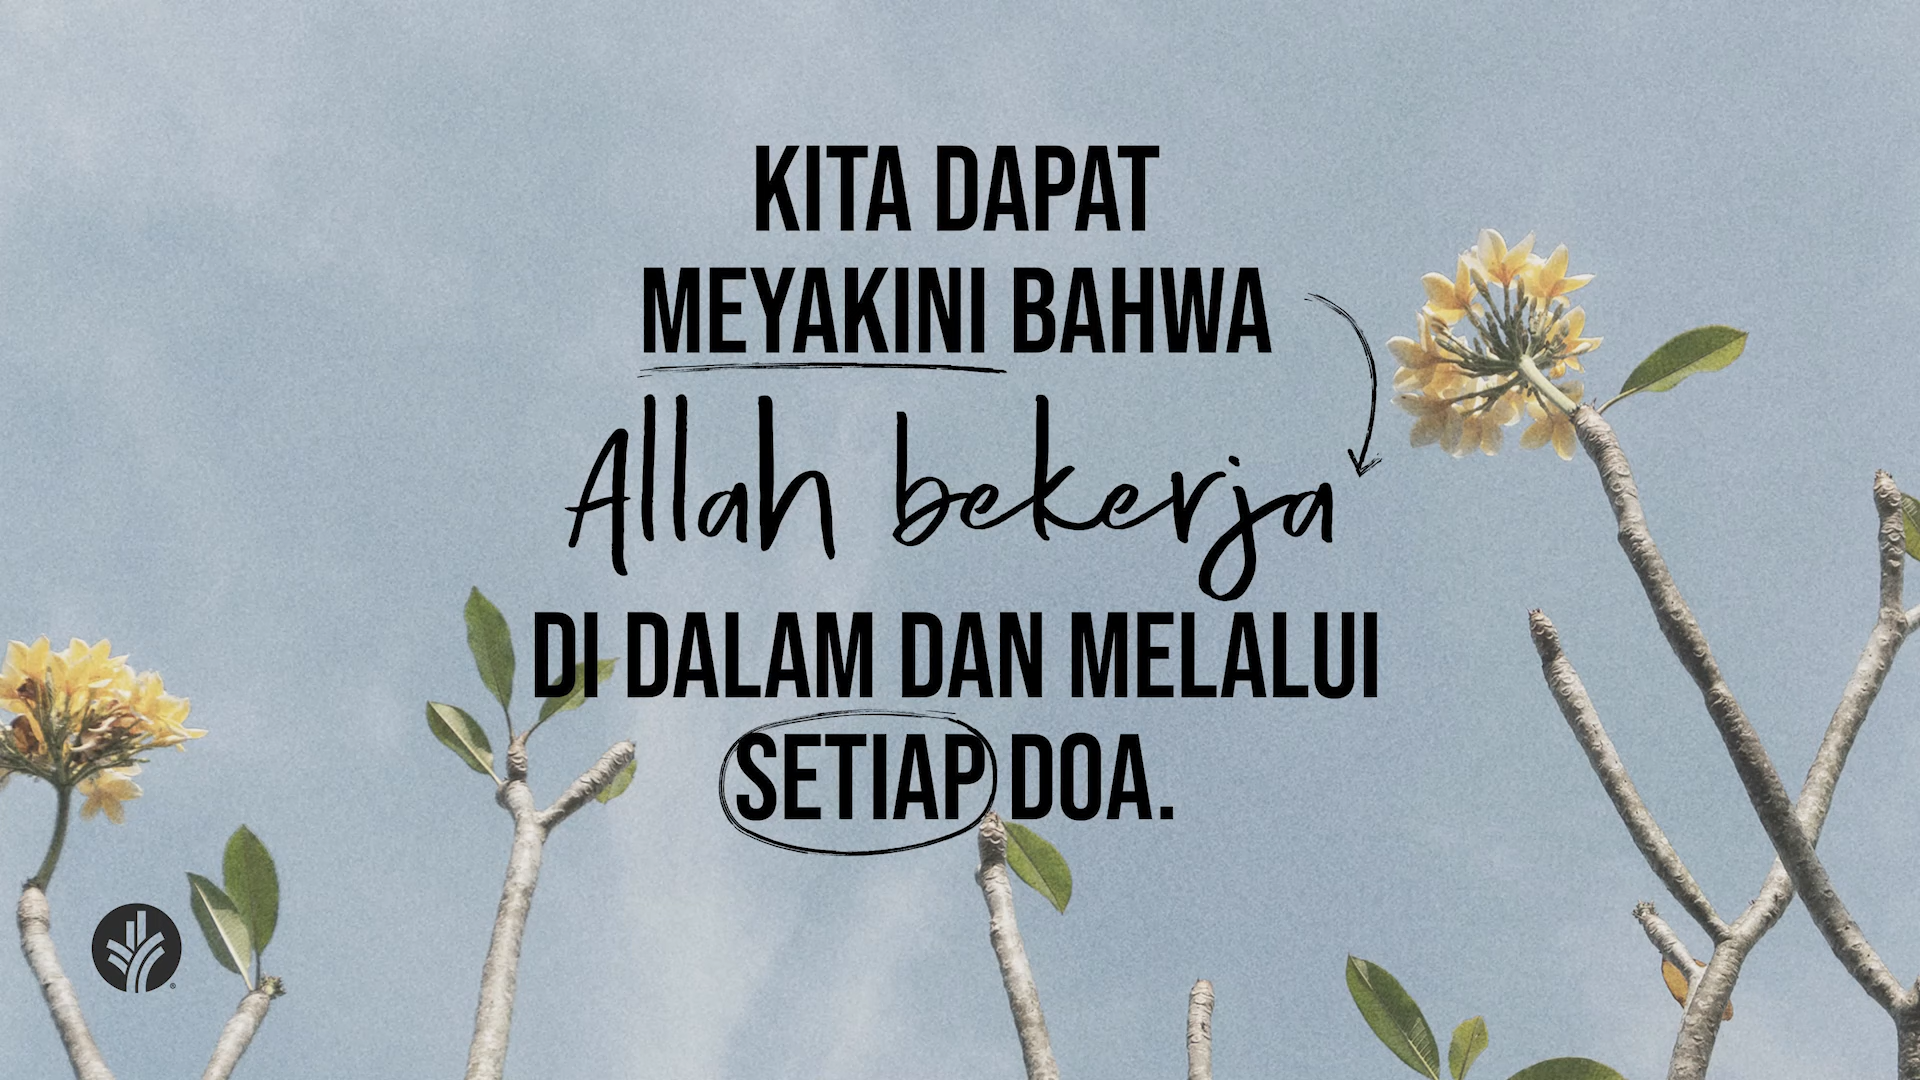 KITA DAPAT
MEYAKINI BAHWA
Allah bekerja
DI DALAM DAN MELALUI
SETIAP DOA.